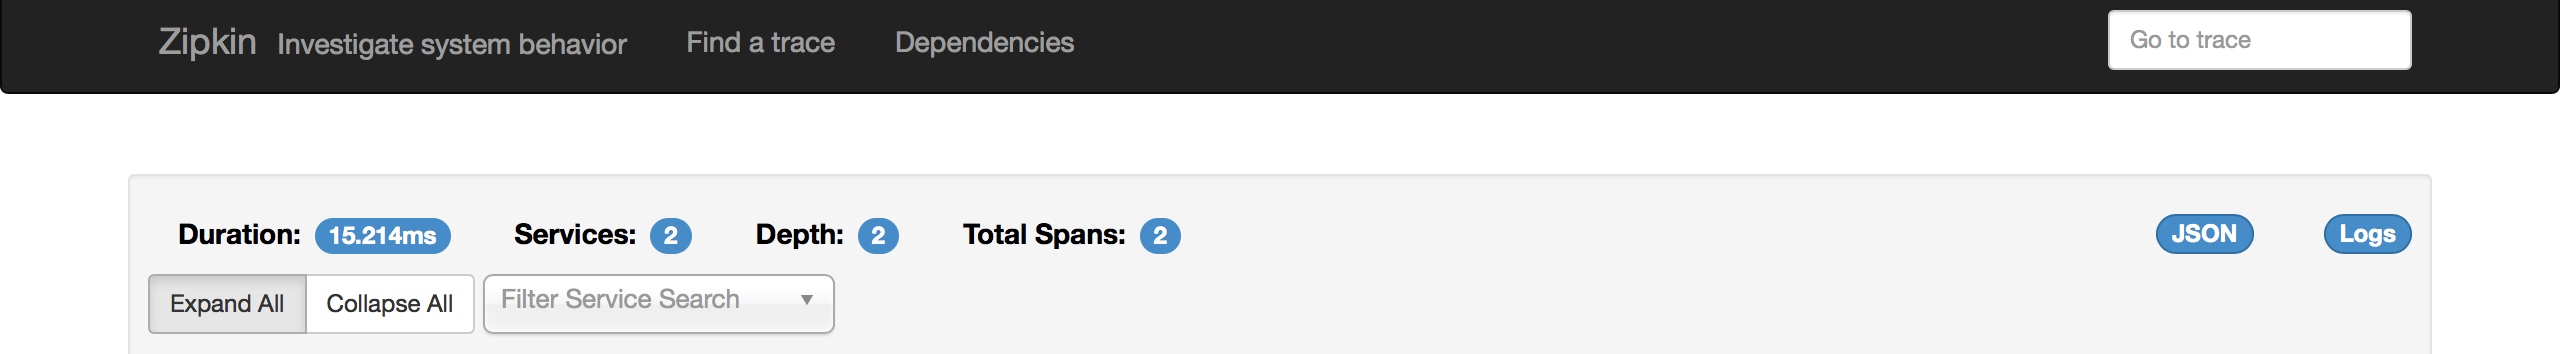 Zipkin Investigate system behavior Find a trace Dependencies Go to trace
Duration: 15.214ms Services: 2 Depth: 2 Total Spans: 2 JSON Logs
Expand All Collapse All Filter Service Search